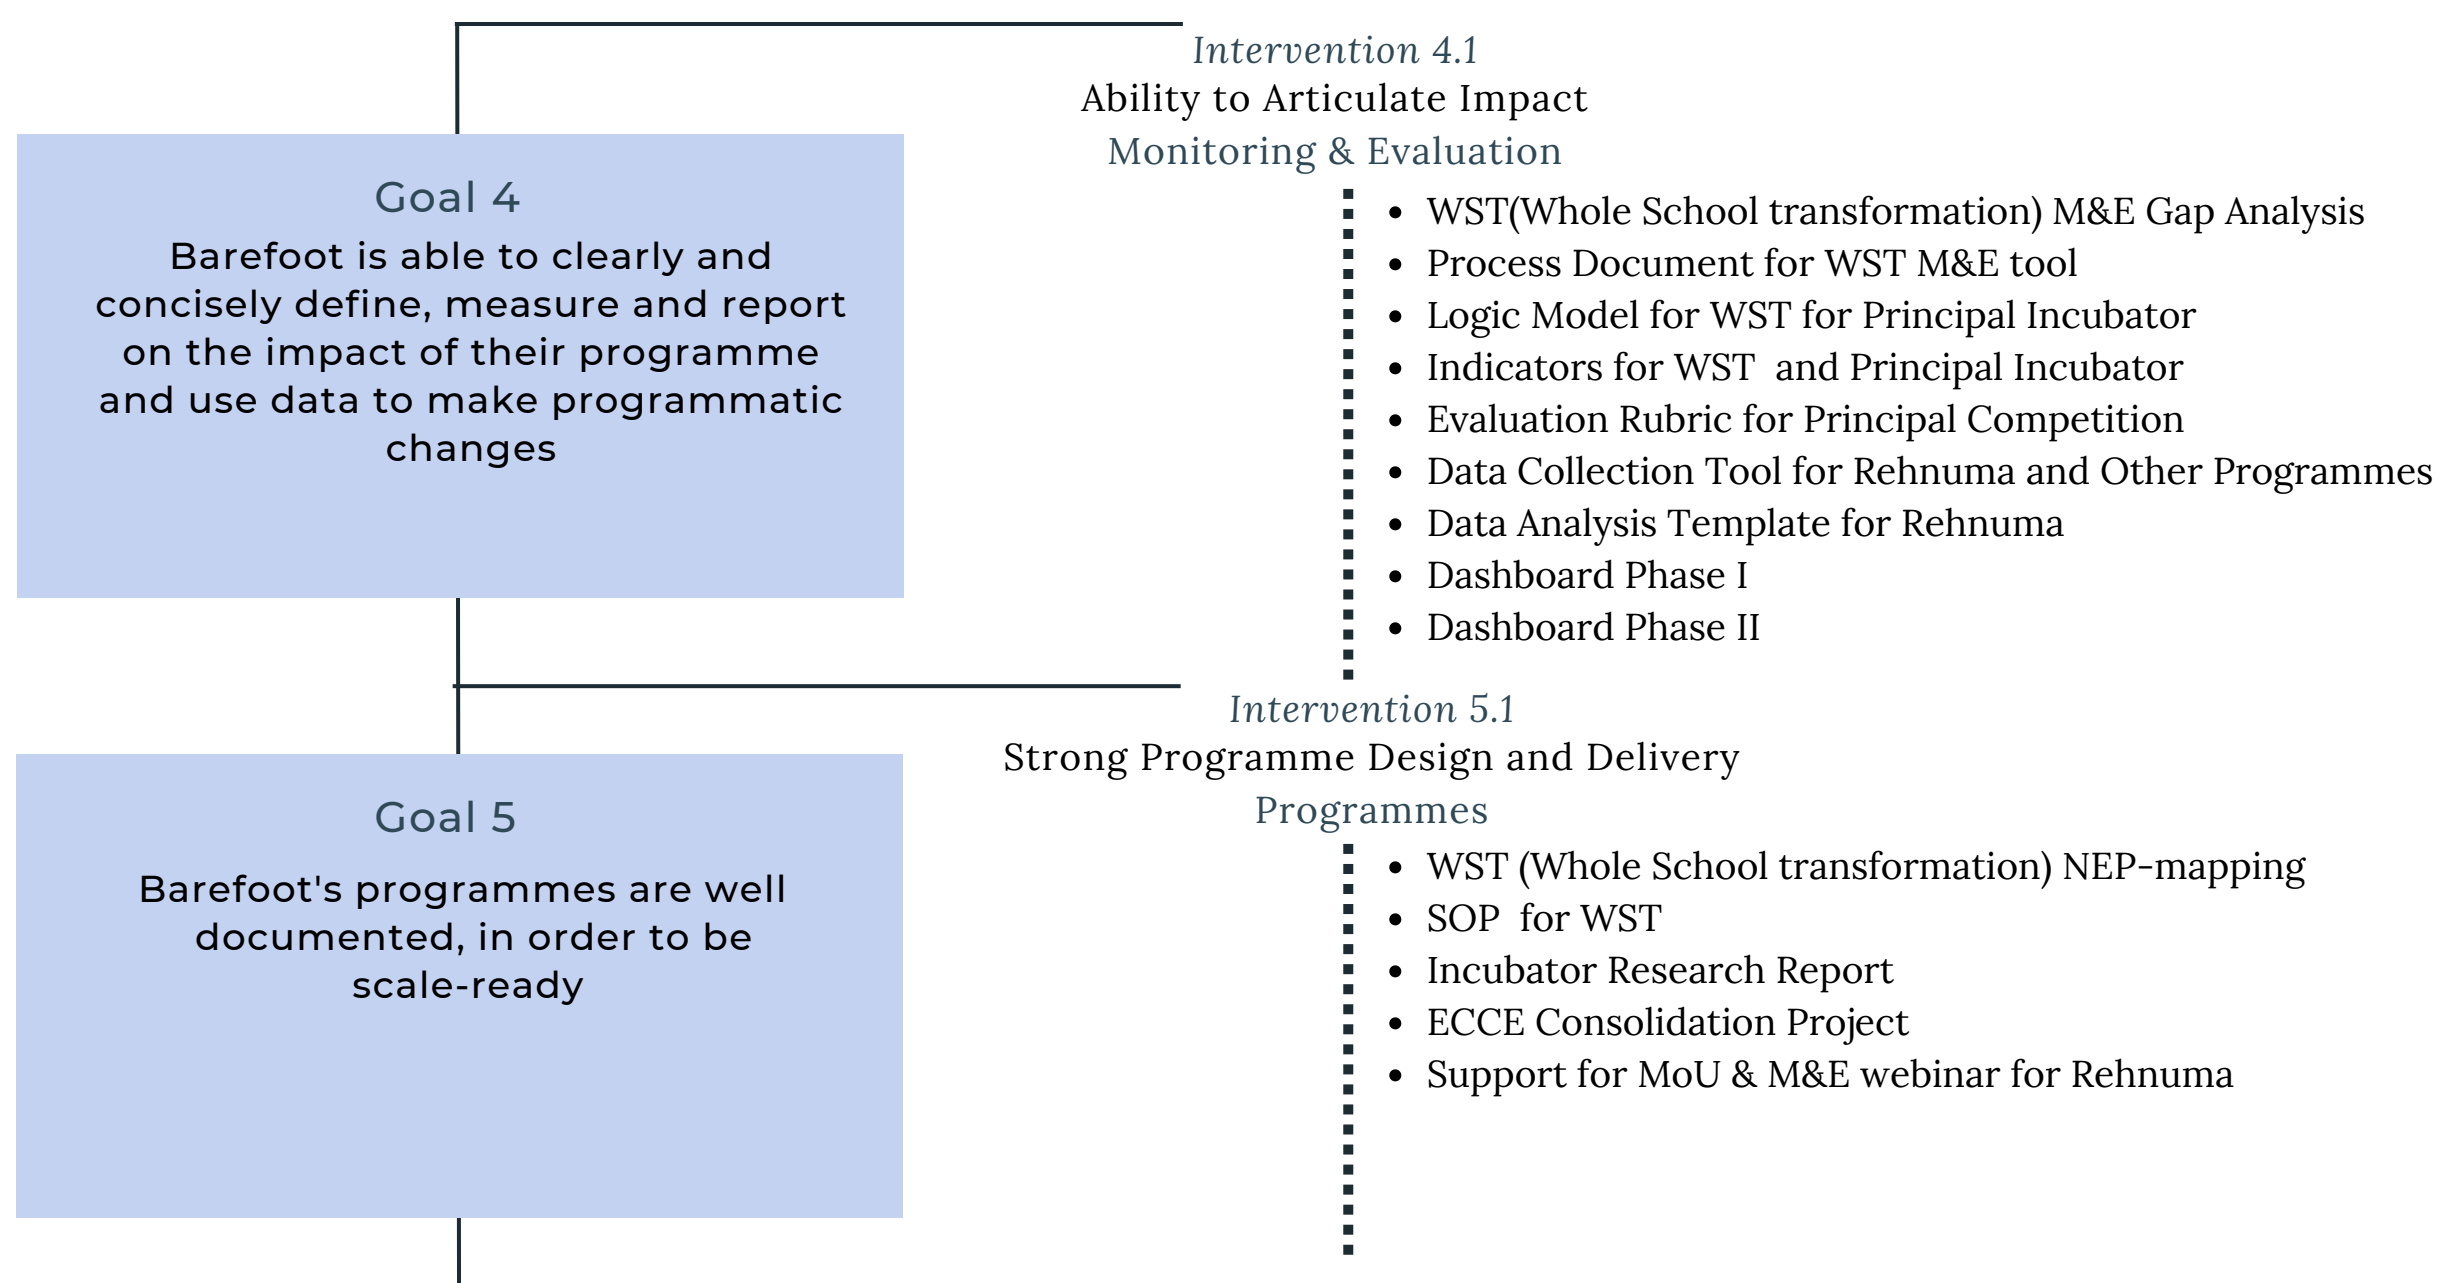 Intervention 4.1
Ability to Articulate Impact
Monitoring & Evaluation
Goal 4
Barefoot is able to clearly and
concisely define, measure and report
on the impact of their programme
and use data to make programmatic
changes
• WST(Whole School transformation) M&E Gap Analysis
• Process Document for WST M&E tool
• Logic Model for WST for Principal Incubator
• Indicators for WST  and Principal Incubator
• Evaluation Rubric for Principal Competition
• Data Collection Tool for Rehnuma and Other Programmes
• Data Analysis Template for Rehnuma
• Dashboard Phase I
• Dashboard Phase II
Intervention 5.1
Strong Programme Design and Delivery
Programmes
Goal 5
Barefoot's programmes are well
documented, in order to be
scale-ready
• WST (Whole School transformation) NEP-mapping
• SOP  for WST
• Incubator Research Report
• ECCE Consolidation Project
• Support for MoU & M&E webinar for Rehnuma